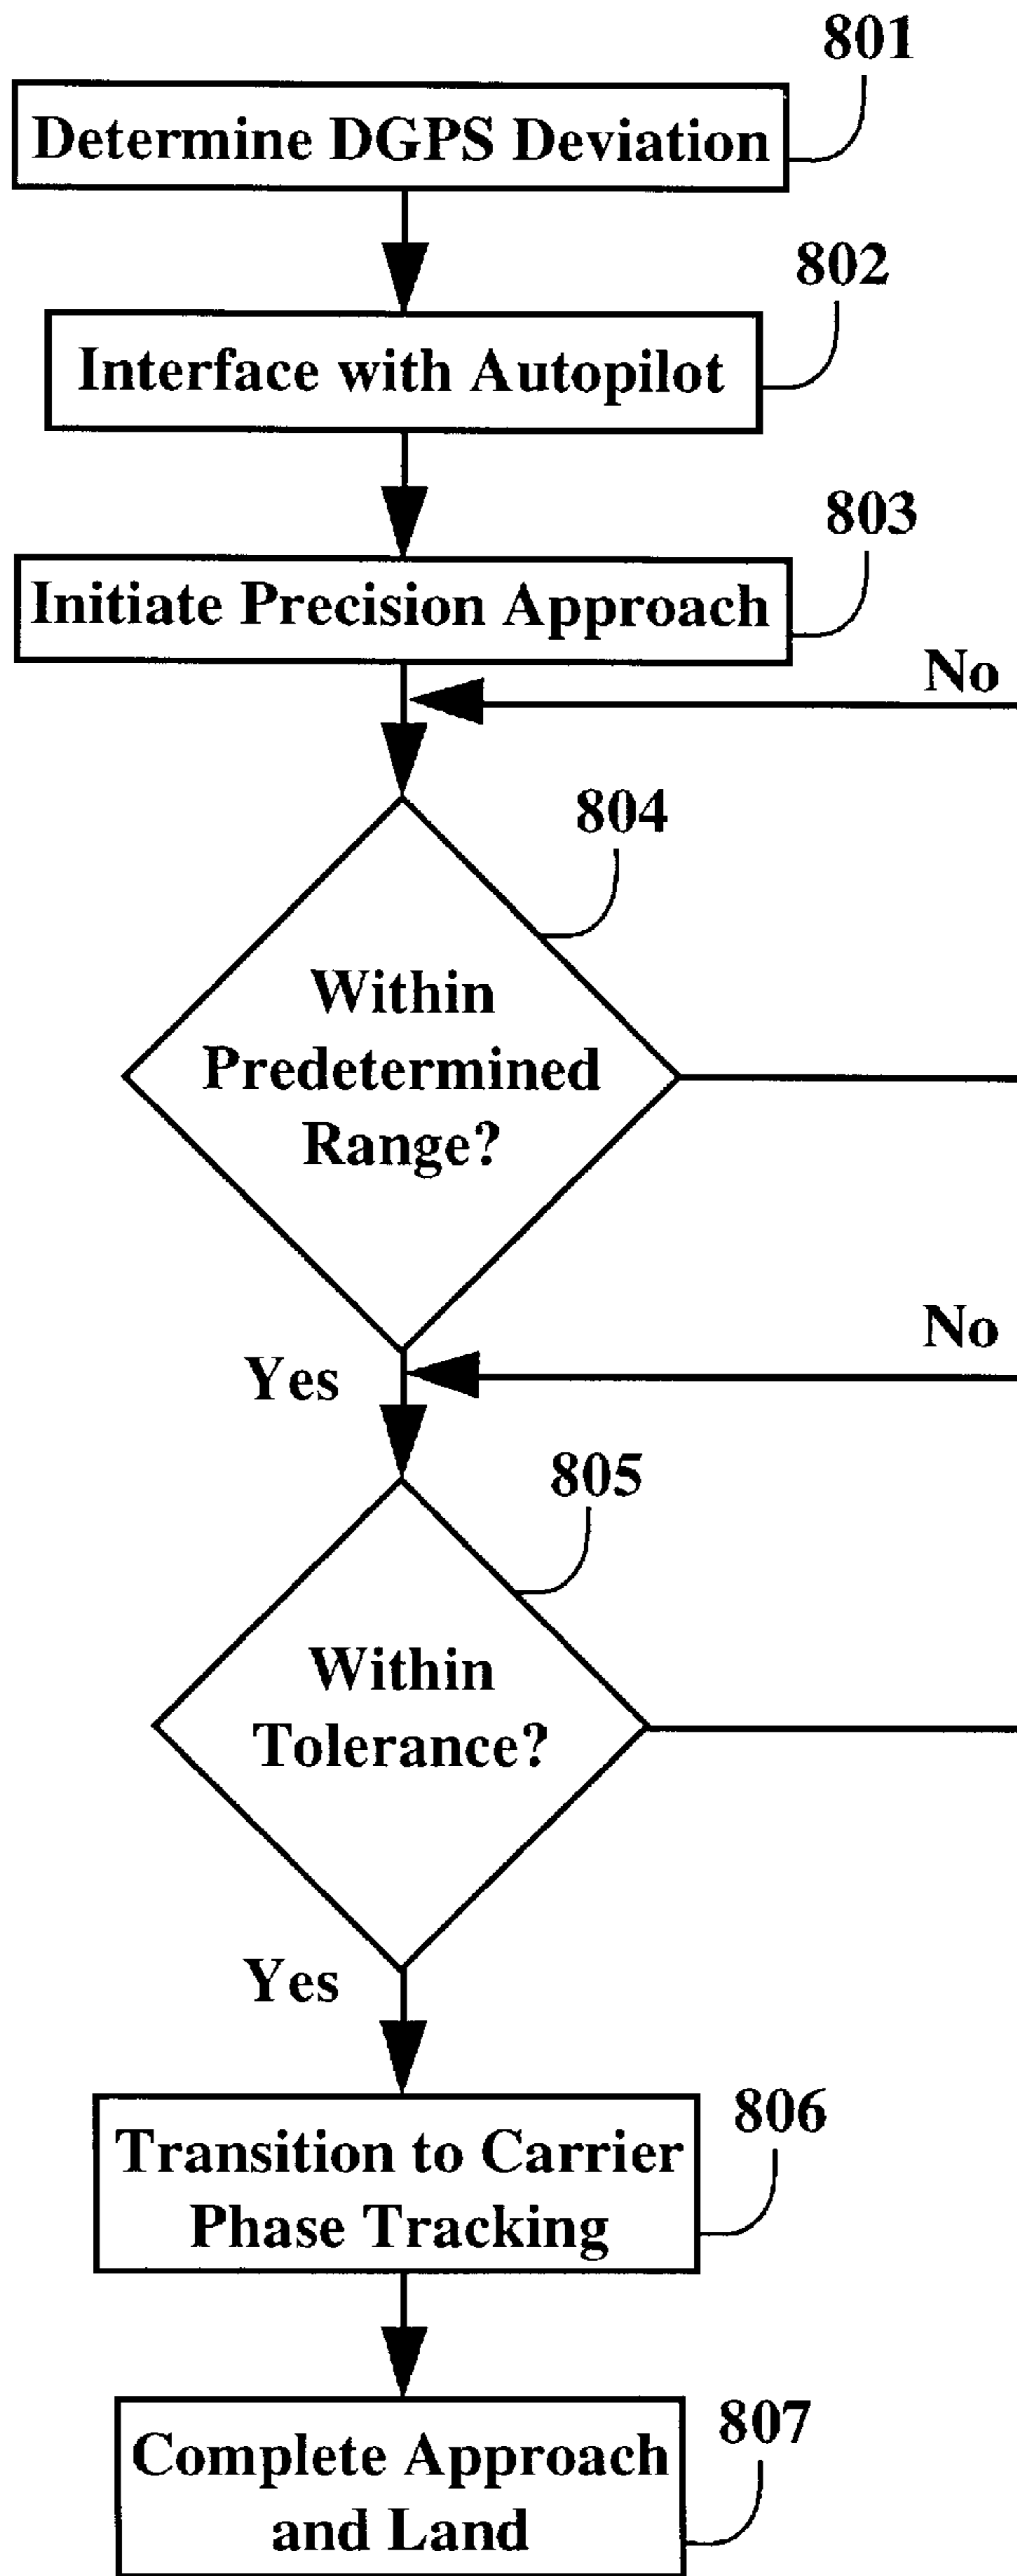 801
Determine DGPS Deviation
802
Interface with Autopilot
803
Initiate Precision Approach
No
804
Within
Predetermined
Range?
No
Yes
805
Within
Tolerance?
Yes
806
Transition to Carrier
Phase Tracking
807
Complete Approach
and Land